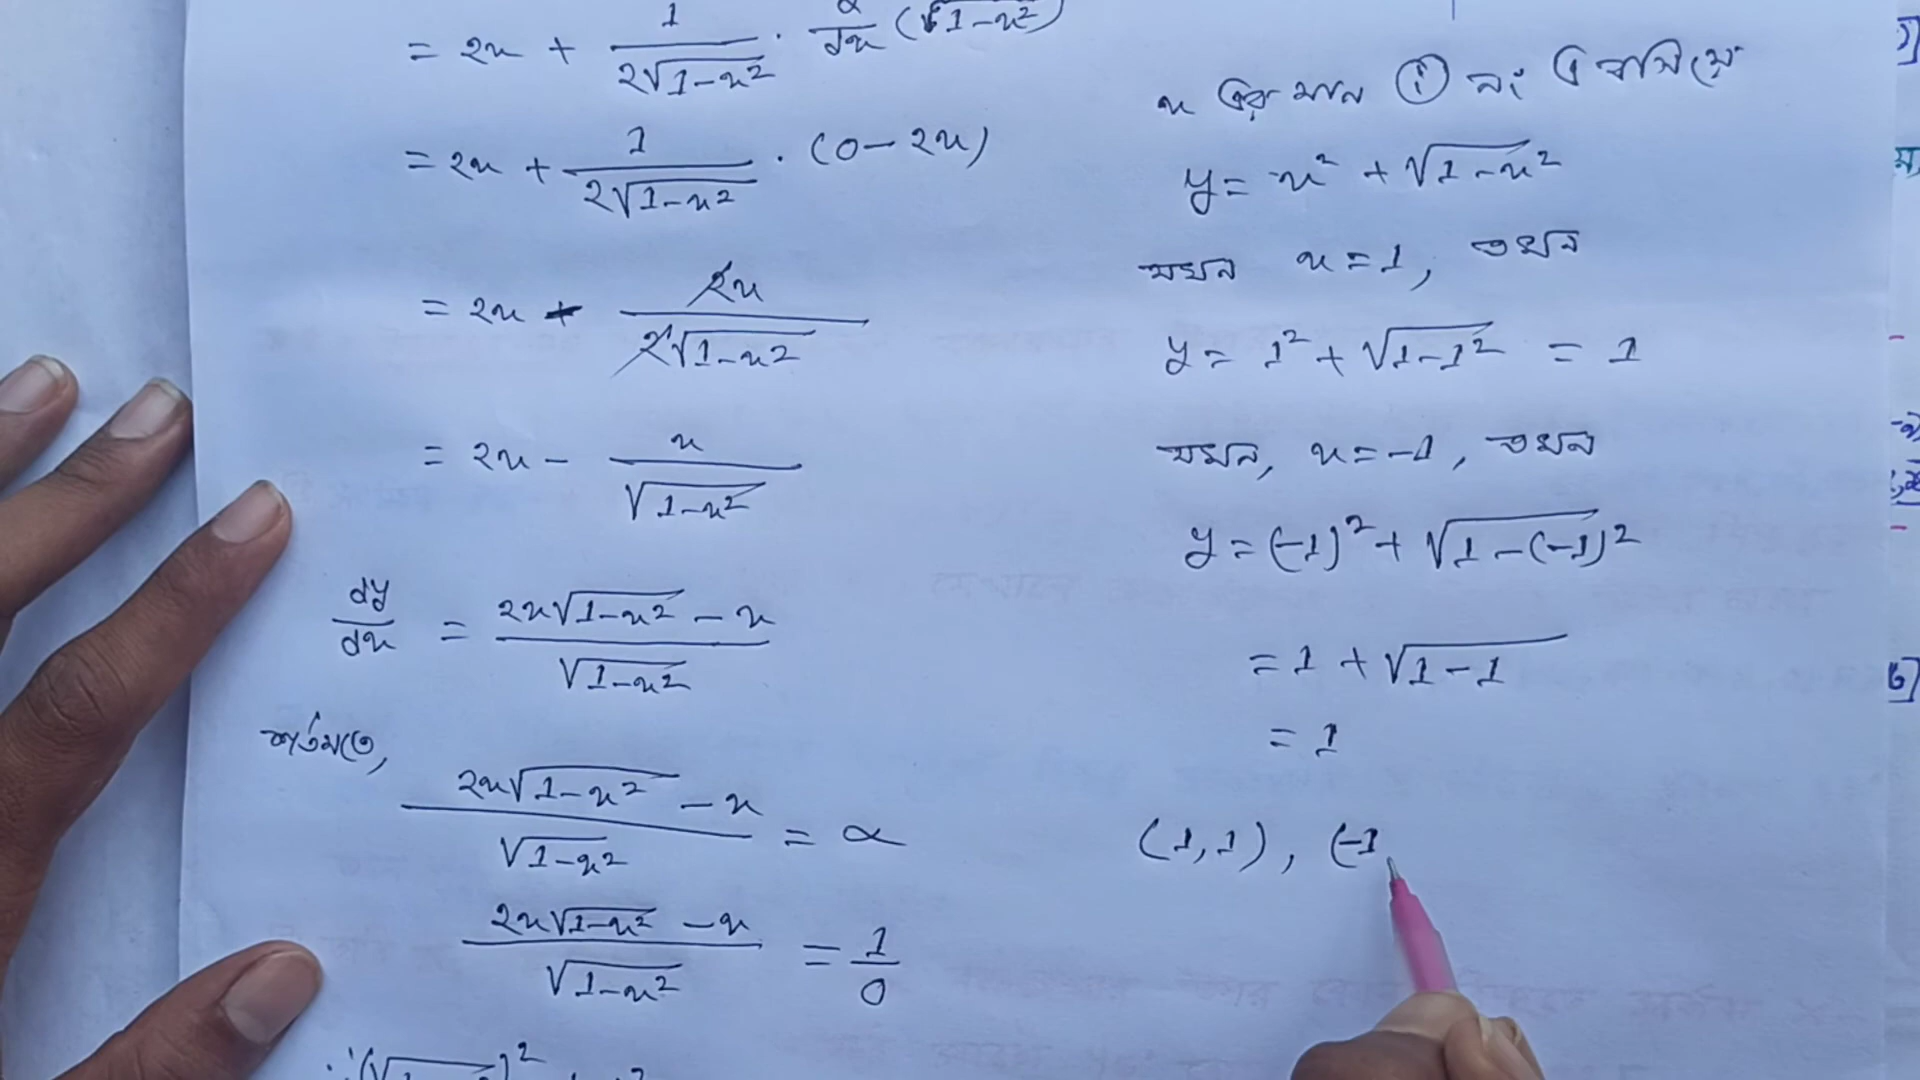 = 2x + 1/(2√1-x²) · d/dx (√1-x²)
= 2x + 1/(2√1-x²) · (0-2x)
= 2x + 2x/(2√1-x²)
= 2x - x/√1-x²
dy/dx = (2x√1-x² - x)/√1-x²
শর্তমতে,
(2x√1-x² - x)/√1-x² = ∝
(2x√1-x² - x)/√1-x² = 1/0
x এর মান ① নং এ বসিয়ে
y = x² + √1-x²
যখন x = 1, তখন
y = 1² + √1-1² = 1
যখন, x = -1, তখন
y = (-1)² + √1-(-1)²
= 1 + √1-1
= 1
(1,1), (-1